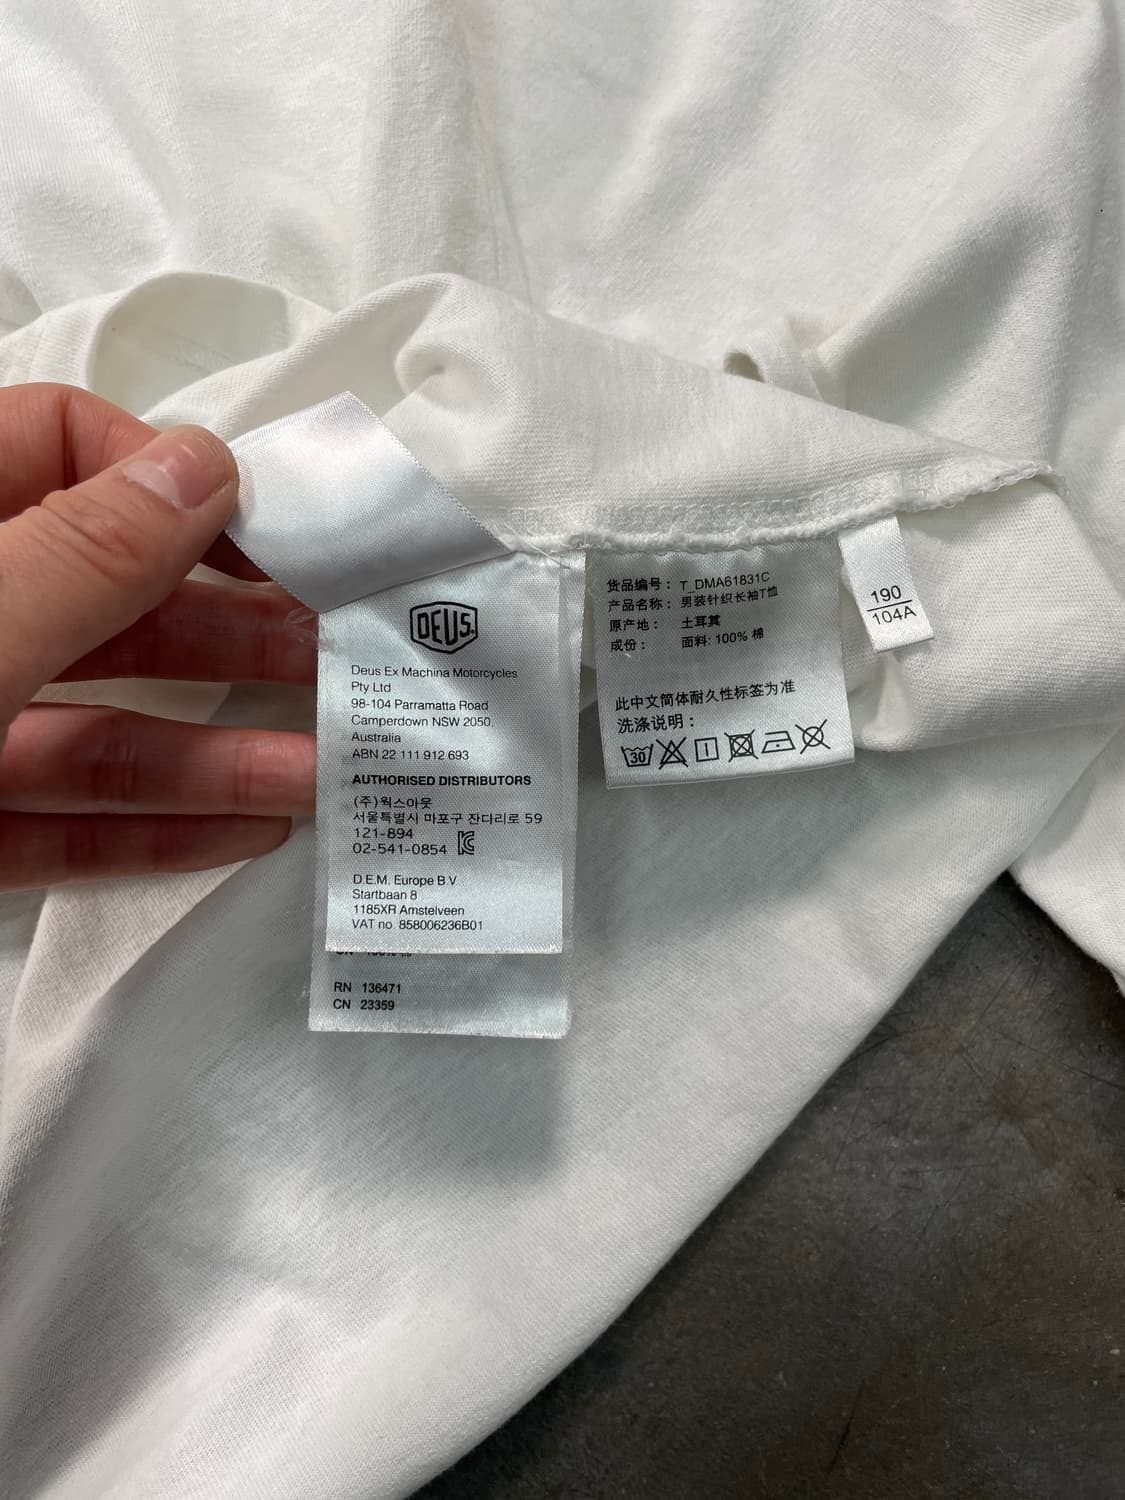 DEUS.
Deus Ex Machina Motorcycles
Pty Ltd
98-104 Parramatta Road
Camperdown NSW 2050,
Australia
ABN 22 111 912 693
AUTHORISED DISTRIBUTORS
(주)웍스아웃
서울특별시 마포구 잔다리로 59
121-894
02-541-0854
D.E.M. Europe B.V
Startbaan 8
1185XR Amstelveen
VAT no 858006236B01
RN 136471
CN 23359
货品编号： T_DMA61831C
产品名称： 男装针织长袖T恤
原产地： 土耳其
成份： 面料: 100% 棉
此中文简体耐久性标签为准
洗涤说明：
30
190
104A